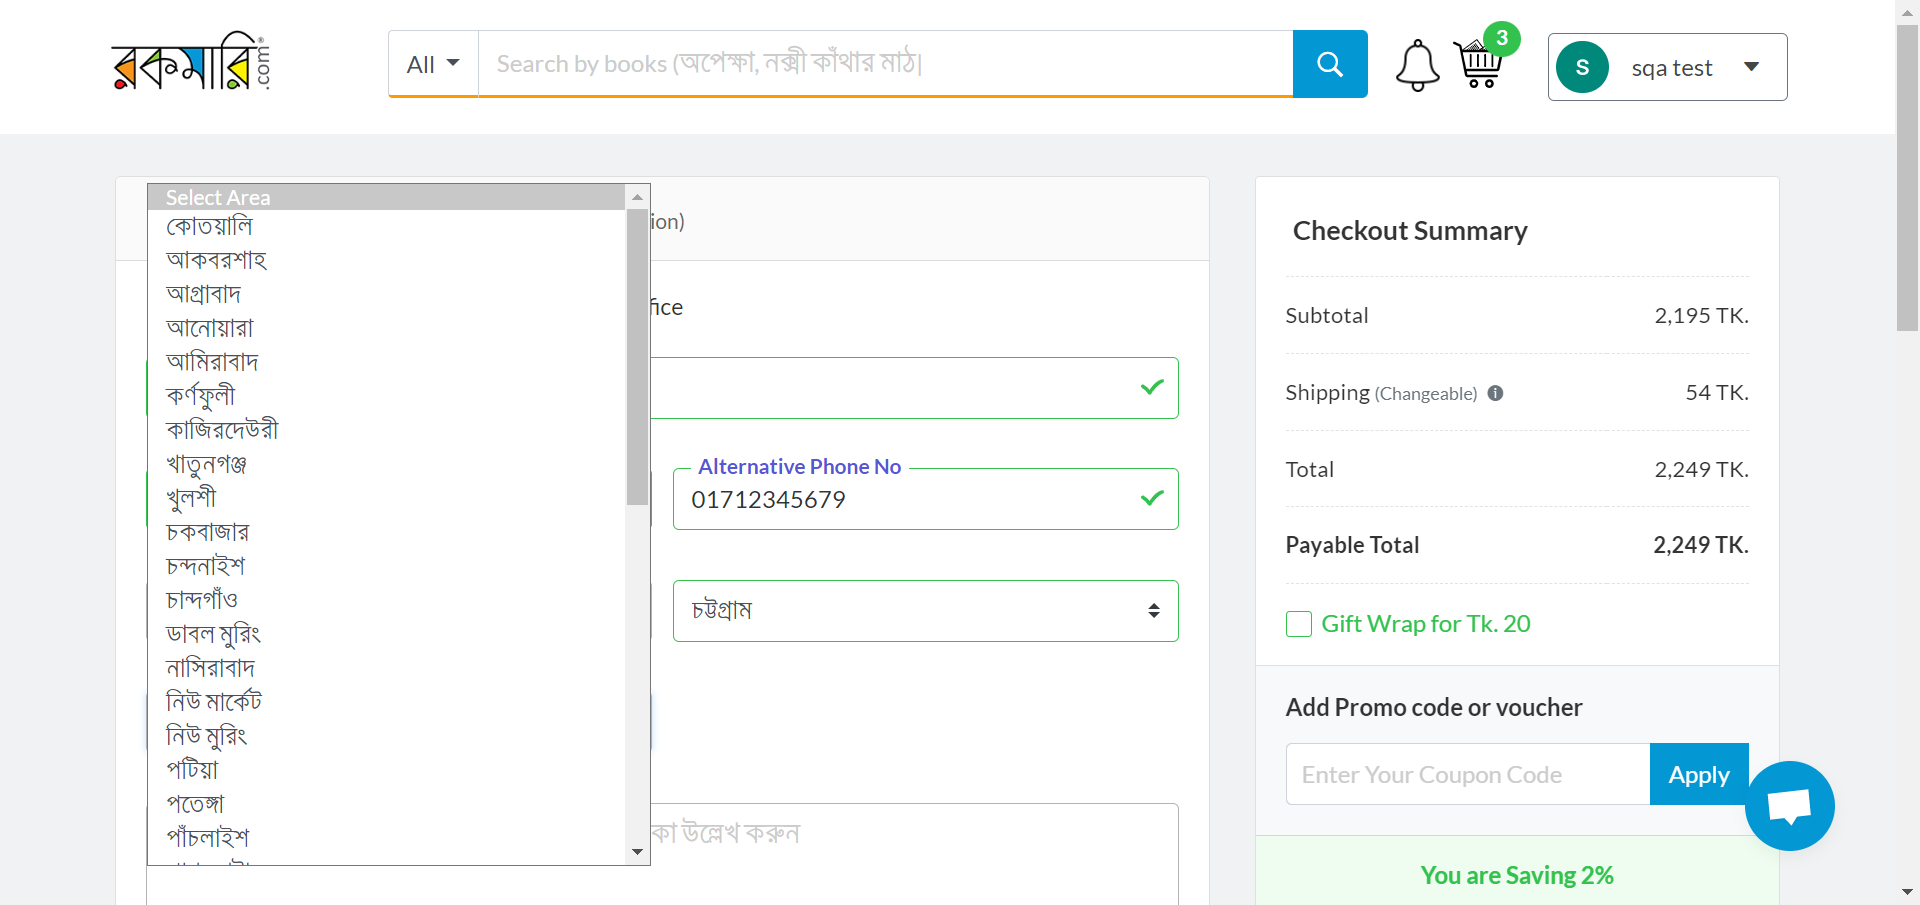 রকমারি
.com
All
Search by books (অপেক্ষা, নক্সী কাঁথার মাঠ|
3
S
sqa test
Select Area
কোতয়ালি
আকবরশাহ
আগ্রাবাদ
আনোয়ারা
আমিরাবাদ
কর্ণফুলী
কাজিরদেউরী
খাতুনগঞ্জ
খুলশী
চকবাজার
চন্দনাইশ
চান্দগাঁও
ডাবল মুরিং
নাসিরাবাদ
নিউ মার্কেট
নিউ মুরিং
পটিয়া
পতেঙ্গা
পাঁচলাইশ
ion)
fice
Alternative Phone No
01712345679
চট্টগ্রাম
কা উল্লেখ করুন
Checkout Summary
Subtotal 2,195 TK.
Shipping (Changeable) 54 TK.
Total 2,249 TK.
Payable Total 2,249 TK.
Gift Wrap for Tk. 20
Add Promo code or voucher
Enter Your Coupon Code
Apply
You are Saving 2%